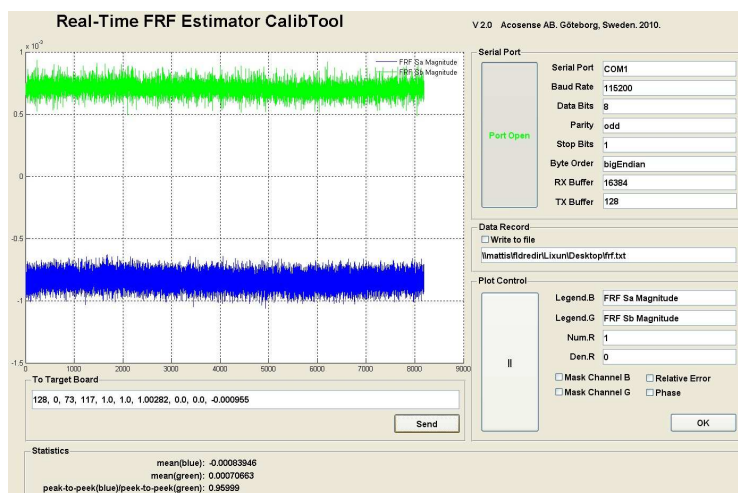 Real-Time FRF Estimator CalibTool
V 2.0 Acosense AB. Göteborg, Sweden. 2010.
x 10^-3
FRF Sa Magnitude
FRF Sb Magnitude
1
0.5
0
-0.5
-1
-1.5
0 1000 2000 3000 4000 5000 6000 7000 8000 9000
To Target Board
128, 0, 73, 117, 1.0, 1.0, 1.00282, 0.0, 0.0, -0.000955
Send
Serial Port
Port Open
Serial Port COM1
Baud Rate 115200
Data Bits 8
Parity odd
Stop Bits 1
Byte Order bigEndian
RX Buffer 16384
TX Buffer 128
Data Record
Write to file
\\mattis\fldredir\Lixun\Desktop\frf.txt
Plot Control
||
Legend.B FRF Sa Magnitude
Legend.G FRF Sb Magnitude
Num.R 1
Den.R 0
Mask Channel B Relative Error
Mask Channel G Phase
OK
Statistics
mean(blue): -0.00083946
mean(green): 0.00070663
peak-to-peek(blue)/peek-to-peek(green): 0.95999